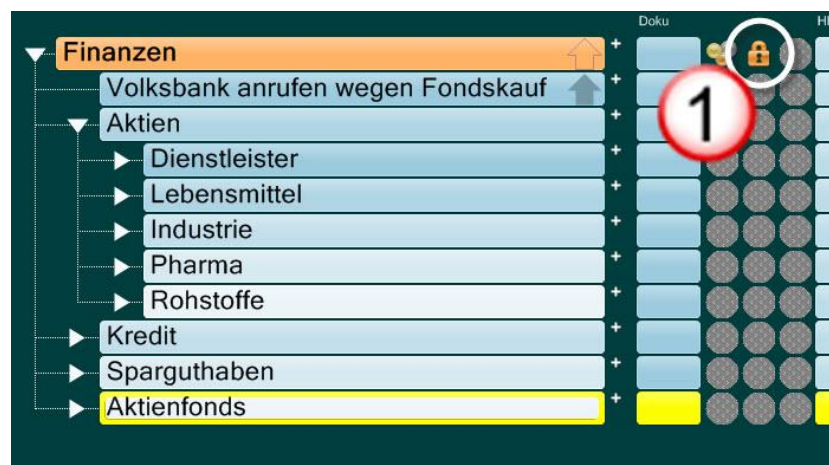 Doku
Finanzen
Volksbank anrufen wegen Fondskauf
1
Aktien
Dienstleister
Lebensmittel
Industrie
Pharma
Rohstoffe
Kredit
Sparguthaben
Aktienfonds